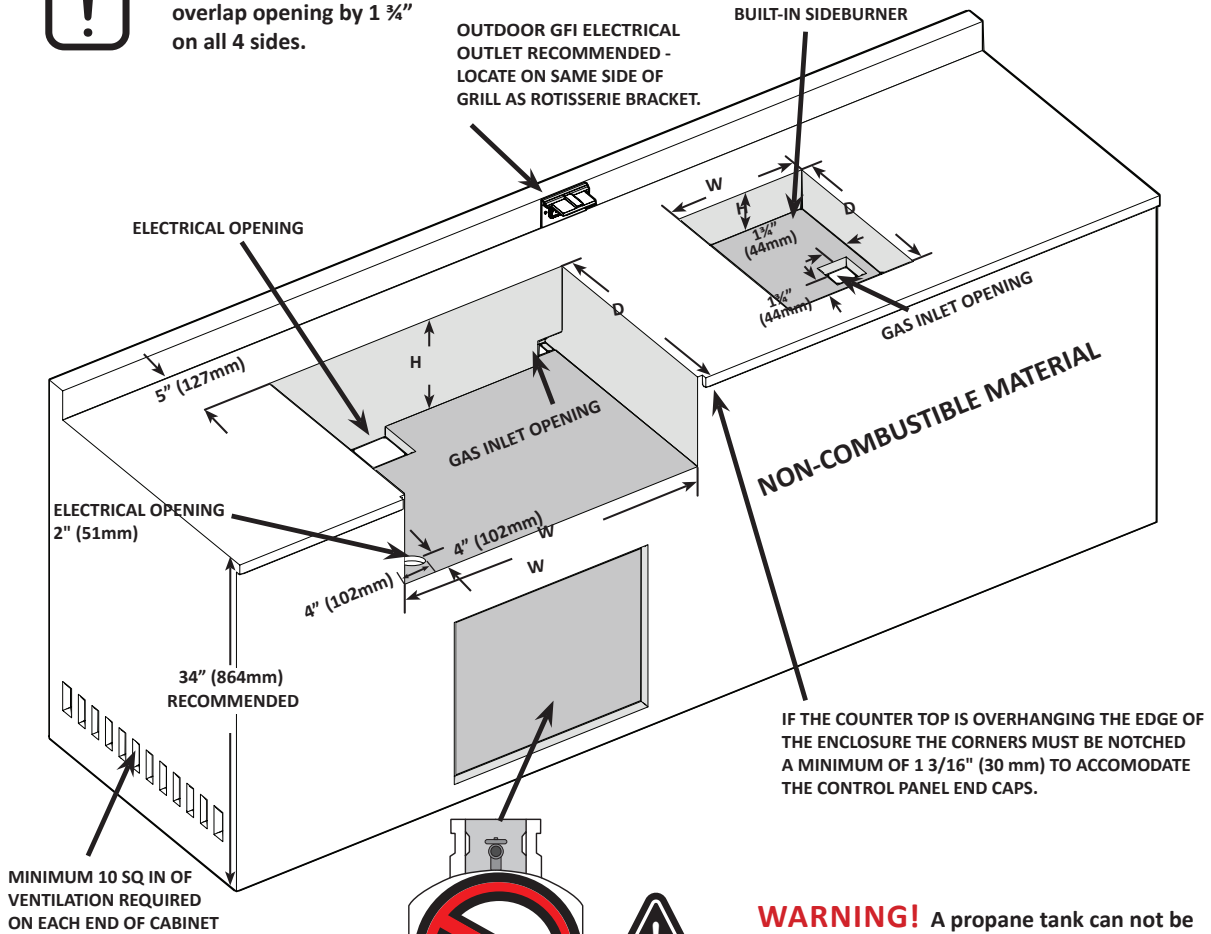 overlap opening by 1 ¾”
on all 4 sides.
OUTDOOR GFI ELECTRICAL
OUTLET RECOMMENDED -
LOCATE ON SAME SIDE OF
GRILL AS ROTISSERIE BRACKET.
BUILT-IN SIDEBURNER
ELECTRICAL OPENING
W
H
D
1¾”
(44mm)
1¾”
(44mm)
GAS INLET OPENING
5” (127mm)
H
D
GAS INLET OPENING
NON-COMBUSTIBLE MATERIAL
ELECTRICAL OPENING
2" (51mm)
4” (102mm)
W
W
4” (102mm)
34” (864mm)
RECOMMENDED
IF THE COUNTER TOP IS OVERHANGING THE EDGE OF
THE ENCLOSURE THE CORNERS MUST BE NOTCHED
A MINIMUM OF 1 3/16" (30 mm) TO ACCOMODATE
THE CONTROL PANEL END CAPS.
MINIMUM 10 SQ IN OF
VENTILATION REQUIRED
ON EACH END OF CABINET
WARNING! A propane tank can not be